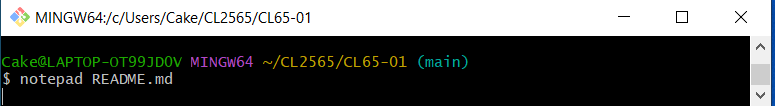 MINGW64:/c/Users/Cake/CL2565/CL65-01
Cake@LAPTOP-OT99JD0V MINGW64 ~/CL2565/CL65-01 (main)
$ notepad README.md